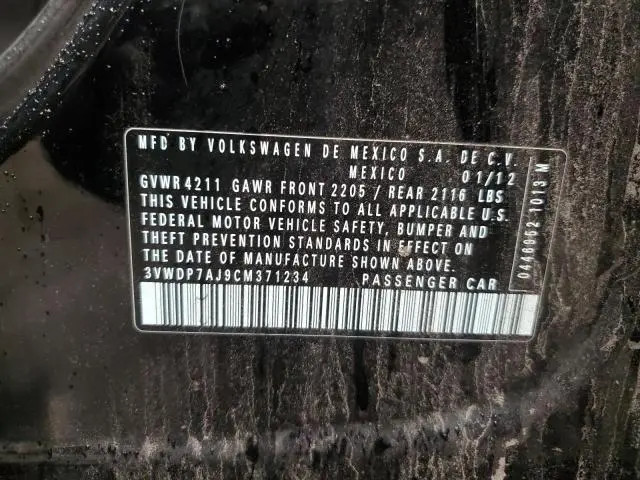 MFD BY VOLKSWAGEN DE MEXICO S.A. DE C.V.
MEXICO 01/12
GVWR 4211 GAWR FRONT 2205 / REAR 2116 LBS
THIS VEHICLE CONFORMS TO ALL APPLICABLE U.S.
FEDERAL MOTOR VEHICLE SAFETY, BUMPER AND
THEFT PREVENTION STANDARDS IN EFFECT ON
THE DATE OF MANUFACTURE SHOWN ABOVE.
3VWDP7AJ9CM371234 PASSENGER CAR
0446952 1013 M